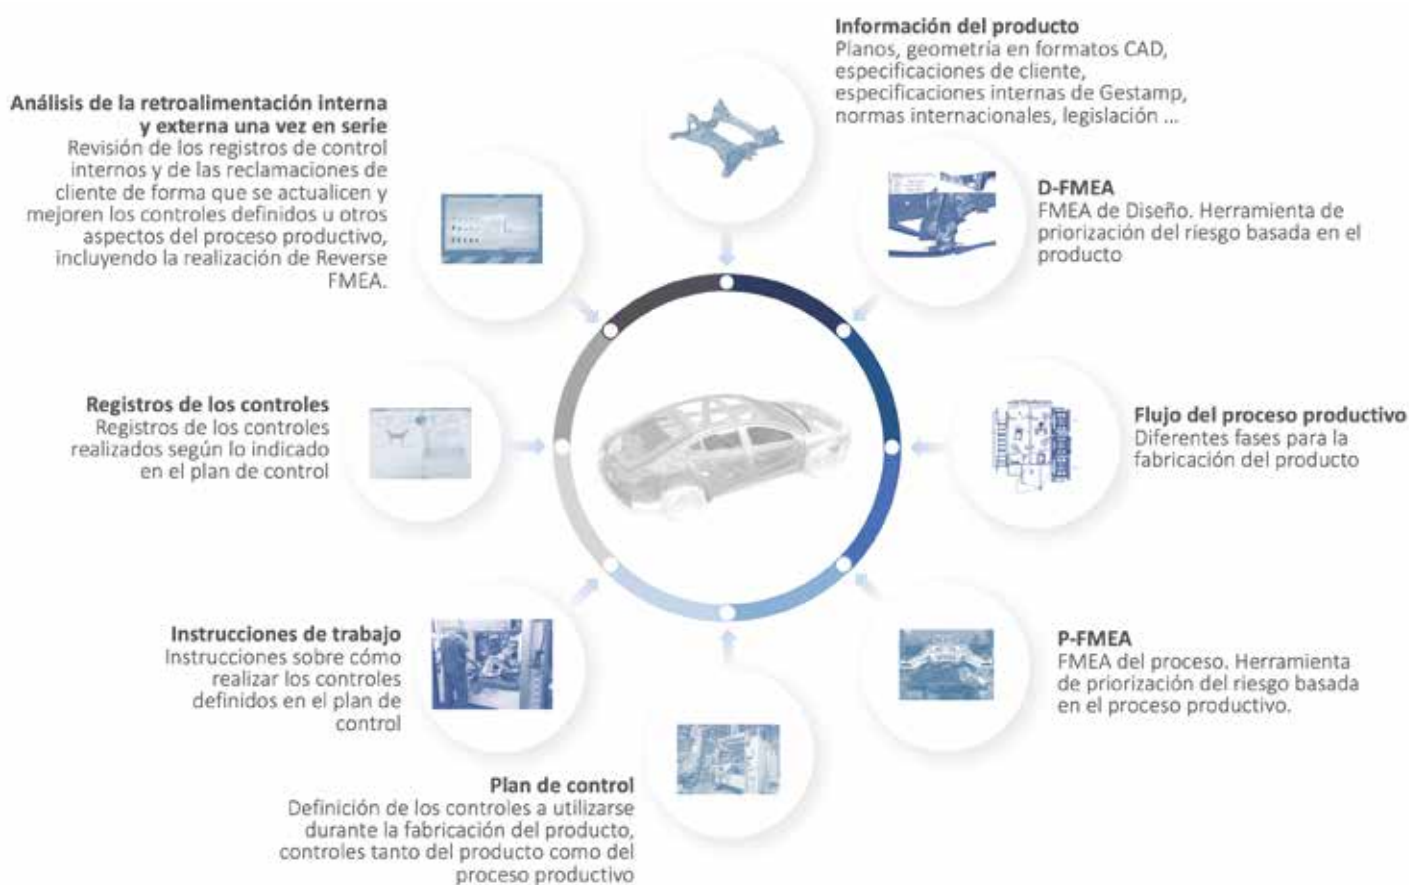 Información del producto
Planos, geometría en formatos CAD,
especificaciones de cliente,
especificaciones internas de Gestamp,
normas internacionales, legislación ...
D-FMEA
FMEA de Diseño. Herramienta de
priorización del riesgo basada en el
producto
Flujo del proceso productivo
Diferentes fases para la
fabricación del producto
P-FMEA
FMEA del proceso. Herramienta
de priorización del riesgo basada
en el proceso productivo.
Plan de control
Definición de los controles a utilizarse
durante la fabricación del producto,
controles tanto del producto como del
proceso productivo
Instrucciones de trabajo
Instrucciones sobre cómo
realizar los controles
definidos en el plan de
control
Registros de los controles
Registros de los controles
realizados según lo indicado
en el plan de control
Análisis de la retroalimentación interna
y externa una vez en serie
Revisión de los registros de control
internos y de las reclamaciones de
cliente de forma que se actualicen y
mejoren los controles definidos u otros
aspectos del proceso productivo,
incluyendo la realización de Reverse
FMEA.